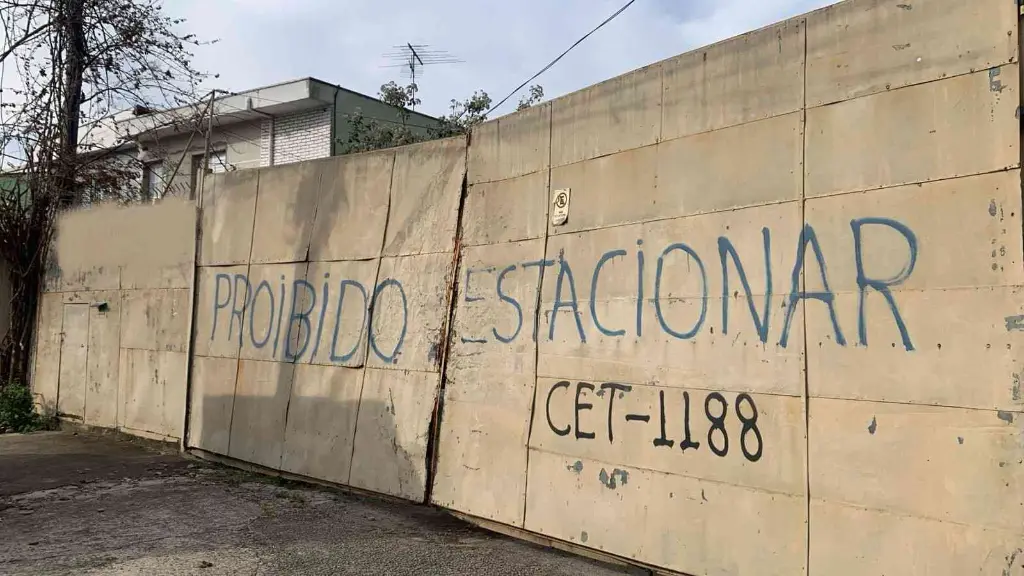 PROIBIDO ESTACIONAR
CET-1188